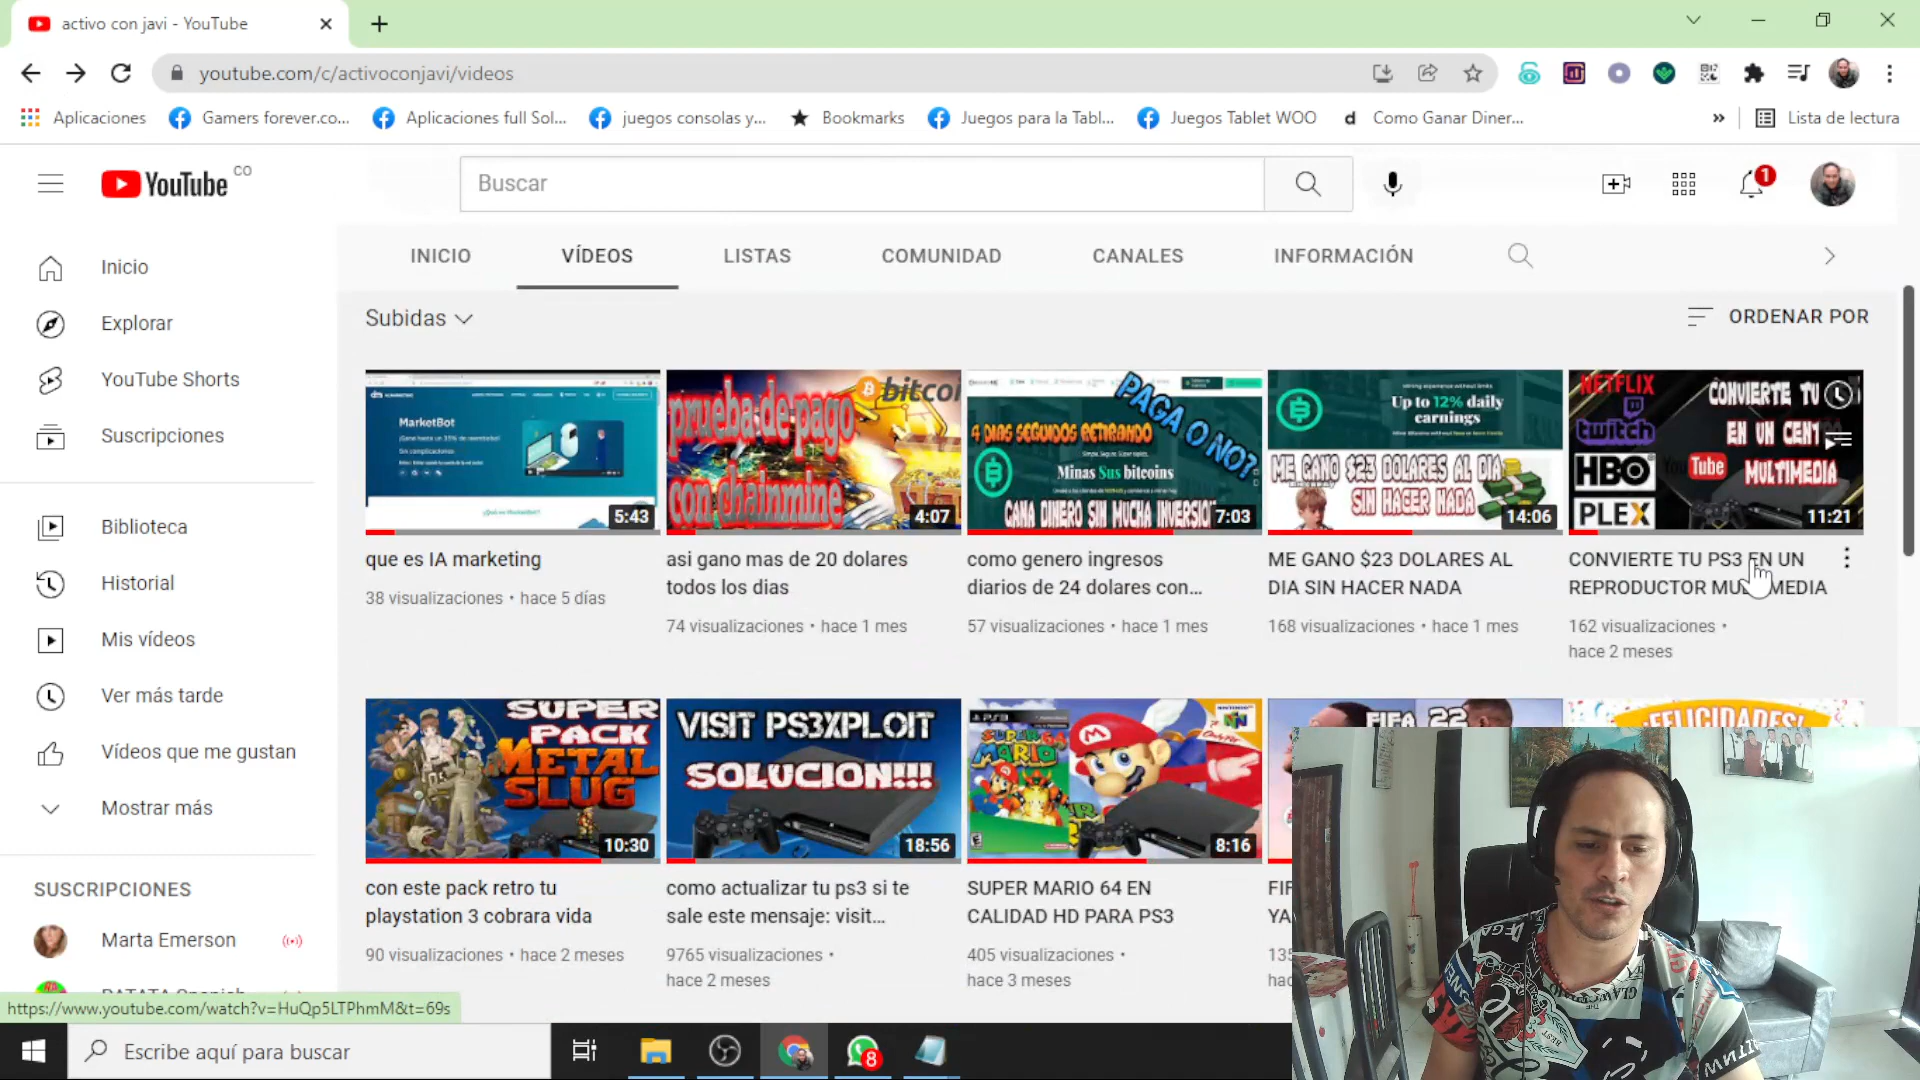 activo con javi - YouTube
youtube.com/c/activoconjavi/videos
Aplicaciones
Gamers forever.co...
Aplicaciones full Sol...
juegos consolas y...
Bookmarks
Juegos para la Tabl...
Juegos Tablet WOO
d
Como Ganar Diner...
»
Lista de lectura
YouTube CO
Buscar
1
INICIO
VÍDEOS
LISTAS
COMUNIDAD
CANALES
INFORMACIÓN
Inicio
Explorar
YouTube Shorts
Suscripciones
Biblioteca
Historial
Mis vídeos
Ver más tarde
Vídeos que me gustan
Mostrar más
SUSCRIPCIONES
Marta Emerson
Subidas
ORDENAR POR
MarketBot
5:43
que es IA marketing
38 visualizaciones • hace 5 días
bitcoi
prueba de pago
con chainmine
4:07
asi gano mas de 20 dolares
todos los dias
74 visualizaciones • hace 1 mes
PAGA O NO?
4 DIAS SEGUIDOS RETIRANDO
Minas Sus bitcoins
GANA DINERO SIN MUCHA INVERSIO
7:03
como genero ingresos
diarios de 24 dolares con...
57 visualizaciones • hace 1 mes
Up to 12% daily
earnings
ME GANO $23 DOLARES AL DIA
SIN HACER NADA
14:06
ME GANO $23 DOLARES AL
DIA SIN HACER NADA
168 visualizaciones • hace 1 mes
NETFLIX
twitch
HBO
YouTube
PLEX
CONVIERTE TU
EN UN CENT
MULTIMEDIA
11:21
CONVIERTE TU PS3 EN UN
REPRODUCTOR MULTIMEDIA
162 visualizaciones •
hace 2 meses
SUPER
PACK
METAL
SLUG
10:30
con este pack retro tu
playstation 3 cobrara vida
90 visualizaciones • hace 2 meses
VISIT PS3XPLOIT
SOLUCION!!!
18:56
como actualizar tu ps3 si te
sale este mensaje: visit...
9765 visualizaciones •
hace 2 meses
8:16
SUPER MARIO 64 EN
CALIDAD HD PARA PS3
405 visualizaciones •
hace 3 meses
FIFA 22
¡FELICIDADES!
https://www.youtube.com/watch?v=HuQp5LTPhmM&t=69s
Escribe aquí para buscar
8